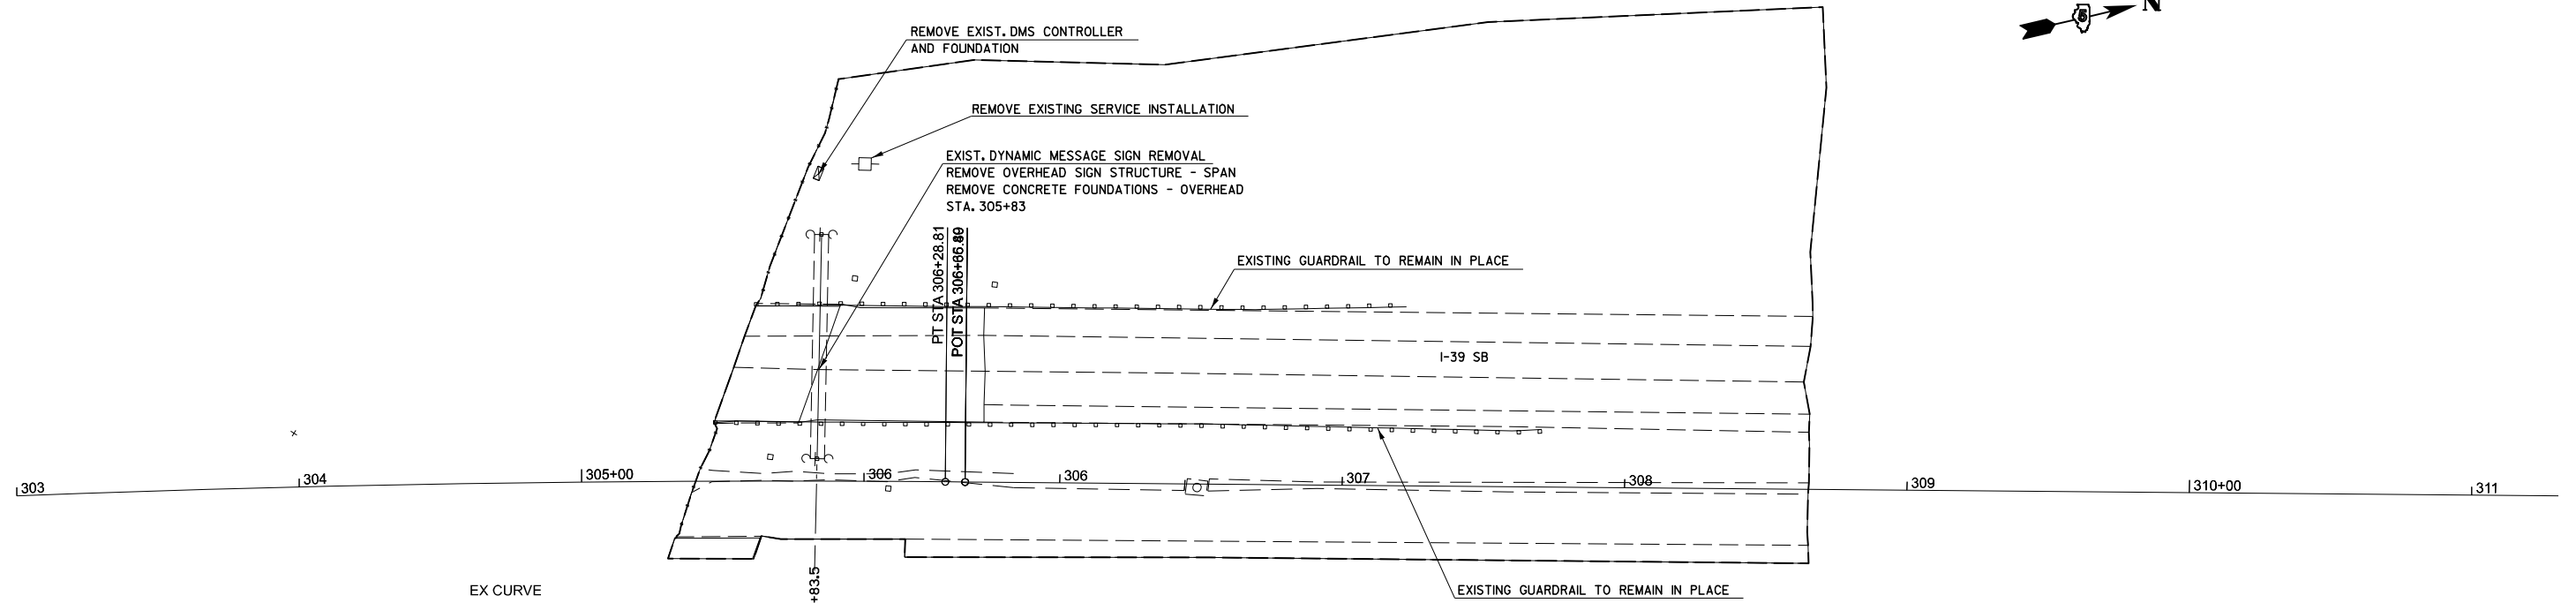 N
REMOVE EXIST. DMS CONTROLLER
AND FOUNDATION
REMOVE EXISTING SERVICE INSTALLATION
EXIST. DYNAMIC MESSAGE SIGN REMOVAL
REMOVE OVERHEAD SIGN STRUCTURE - SPAN
REMOVE CONCRETE FOUNDATIONS - OVERHEAD
STA. 305+83
PT STA 306+28.81
POT STA
EXISTING GUARDRAIL TO REMAIN IN PLACE
I-39 SB
303
304
305+00
306
306
307
308
309
310+00
311
+83.5
EX CURVE
EXISTING GUARDRAIL TO REMAIN IN PLACE